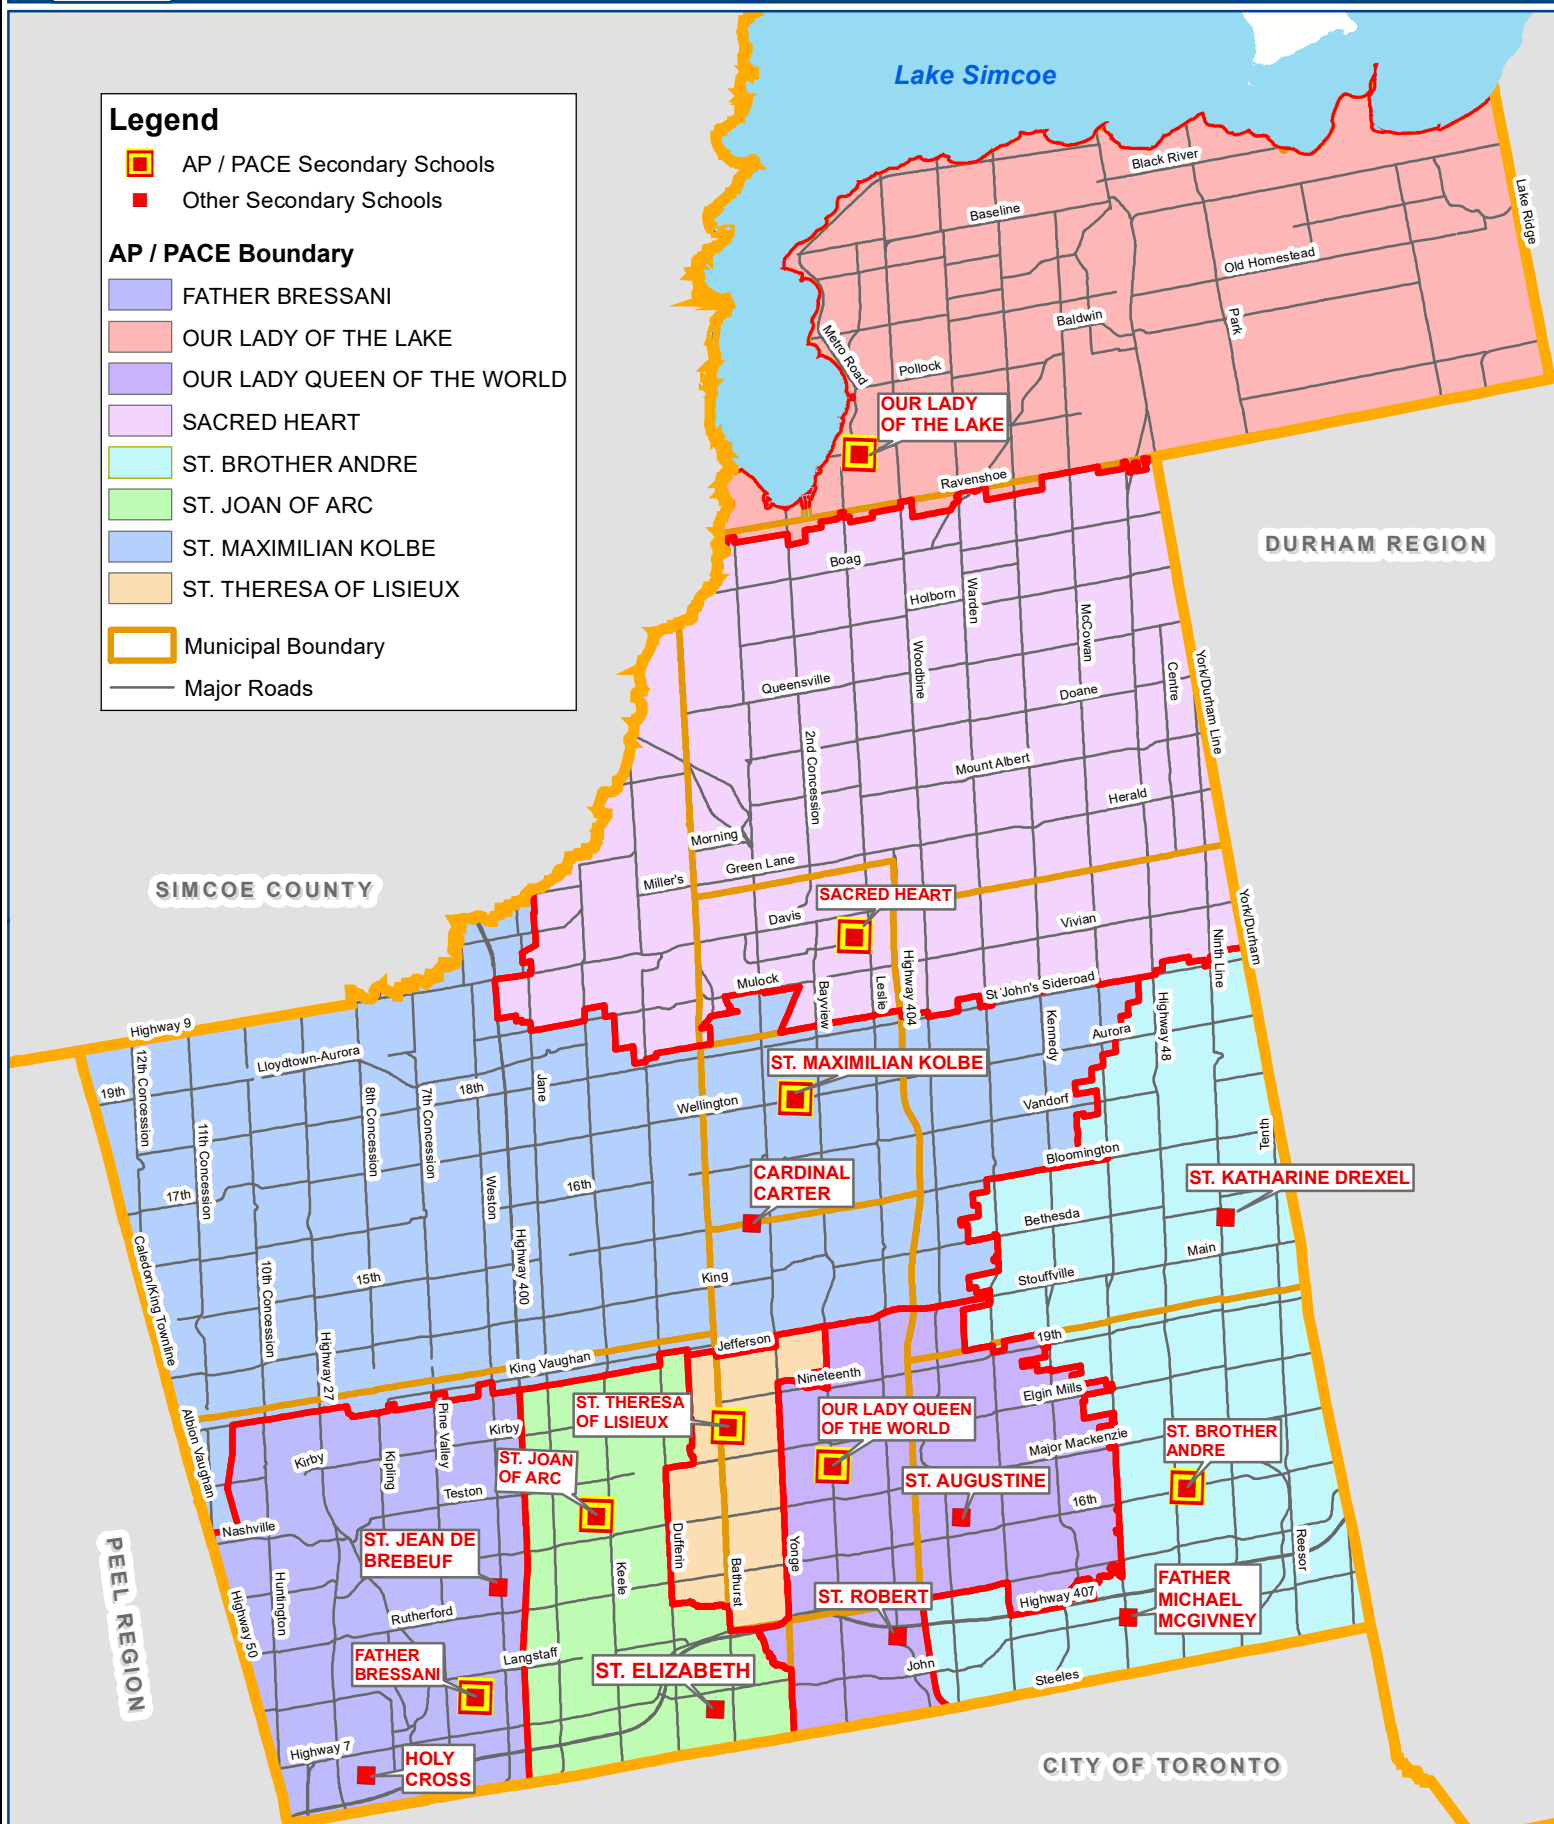 Lake Simcoe
Legend
AP / PACE Secondary Schools
Other Secondary Schools
AP / PACE Boundary
FATHER BRESSANI
OUR LADY OF THE LAKE
OUR LADY QUEEN OF THE WORLD
SACRED HEART
ST. BROTHER ANDRE
ST. JOAN OF ARC
ST. MAXIMILIAN KOLBE
ST. THERESA OF LISIEUX
Municipal Boundary
Major Roads
Black River
Lake Ridge
Baseline
Old Homestead
Baldwin
Park
Metro Road
Pollock
OUR LADY
OF THE LAKE
Ravenshoe
DURHAM REGION
Boag
Holborn
Warden
McCowan
Woodbine
Centre
York/Durham Line
Queensville
Doane
2nd Concession
Mount Albert
Herald
Morning
Green Lane
Miller's
SIMCOE COUNTY
SACRED HEART
Davis
Vivian
York/Durham
Ninth Line
Mulock
Bayview
Leslie
Highway 404
St John's Sideroad
Highway 9
Kennedy
Aurora
Highway 48
Lloydtown-Aurora
12th Concession
19th
8th Concession
7th Concession
18th
Jane
ST. MAXIMILIAN KOLBE
Wellington
Vandorf
11th Concession
Tenth
Bloomington
17th
Weston
16th
CARDINAL
CARTER
ST. KATHARINE DREXEL
Bethesda
Main
Caledon/King Townline
10th Concession
15th
Highway 400
King
Stouffville
Highway 27
King Vaughan
Jefferson
19th
Nineteenth
Elgin Mills
Albion Vaughan
Pine Valley
Kirby
ST. THERESA
OF LISIEUX
OUR LADY QUEEN
OF THE WORLD
Major Mackenzie
ST. BROTHER
ANDRE
Kirby
Kipling
ST. JOAN
OF ARC
Teston
ST. AUGUSTINE
16th
Nashville
ST. JEAN DE
BREBEUF
Dufferin
Yonge
Reesor
PEEL REGION
Huntington
Keele
Bathurst
Highway 50
Rutherford
ST. ROBERT
Highway 407
FATHER
MICHAEL
MCGIVNEY
FATHER
BRESSANI
Langstaff
ST. ELIZABETH
John
Steeles
Highway 7
HOLY
CROSS
CITY OF TORONTO